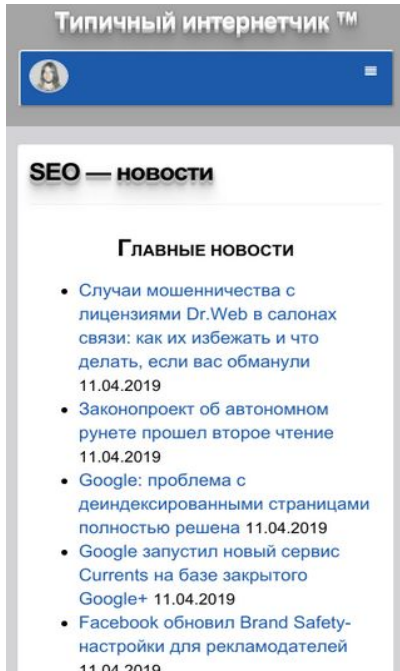 Типичный интернетчик ™
SEO — новости
Главные новости
Случаи мошенничества с
лицензиями Dr.Web в салонах
связи: как их избежать и что
делать, если вас обманули
11.04.2019
Законопроект об автономном
рунете прошел второе чтение
11.04.2019
Google: проблема с
деиндексированными страницами
полностью решена 11.04.2019
Google запустил новый сервис
Currents на базе закрытого
Google+ 11.04.2019
Facebook обновил Brand Safety-
настройки для рекламодателей
11.04.2019